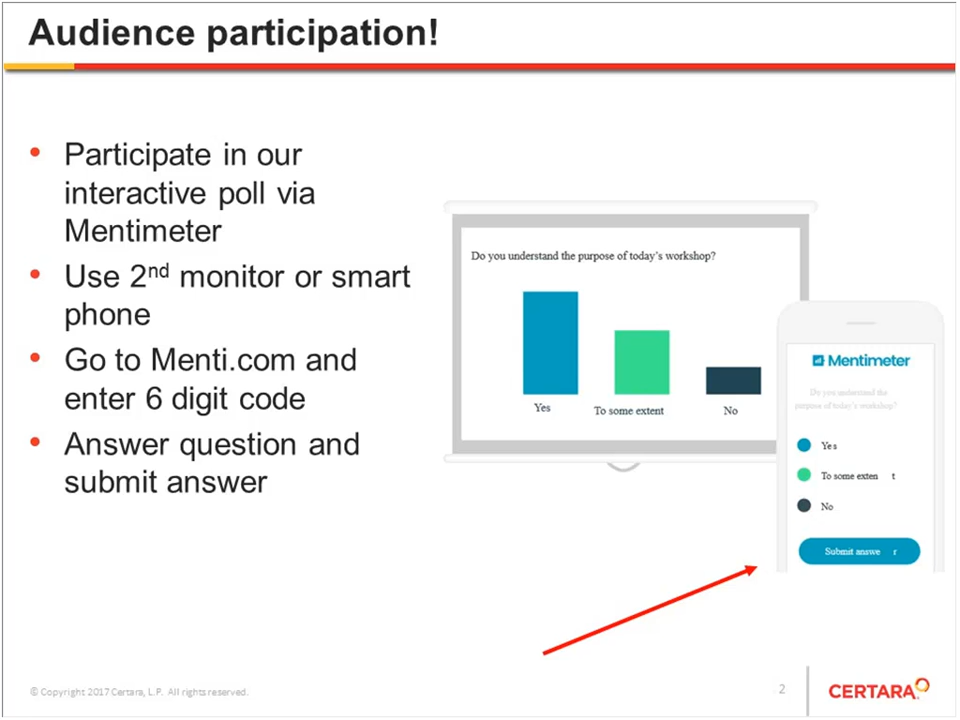 Audience participation!
• Participate in our
interactive poll via
Mentimeter
• Use 2nd monitor or smart
phone
• Go to Menti.com and
enter 6 digit code
• Answer question and
submit answer
Do you understand the purpose of today's workshop?
Yes
To some extent
No
Mentimeter
Do you understand the
purpose of today's workshop?
Yes
To some exten t
No
Submit answe r
© Copyright 2017 Certara, L.P. All rights reserved.
2
CERTARA